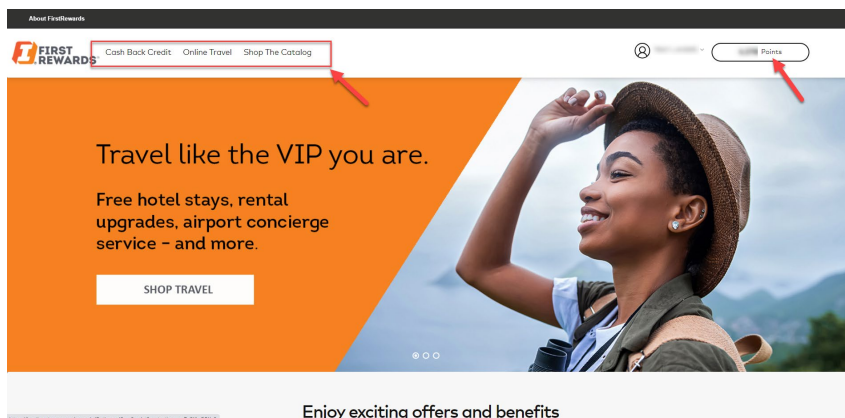 About FirstRewards
FIRST
REWARDS
Cash Back Credit Online Travel Shop The Catalog
Points
Travel like the VIP you are.
Free hotel stays, rental
upgrades, airport concierge
service – and more.
SHOP TRAVEL
Enjoy exciting offers and benefits